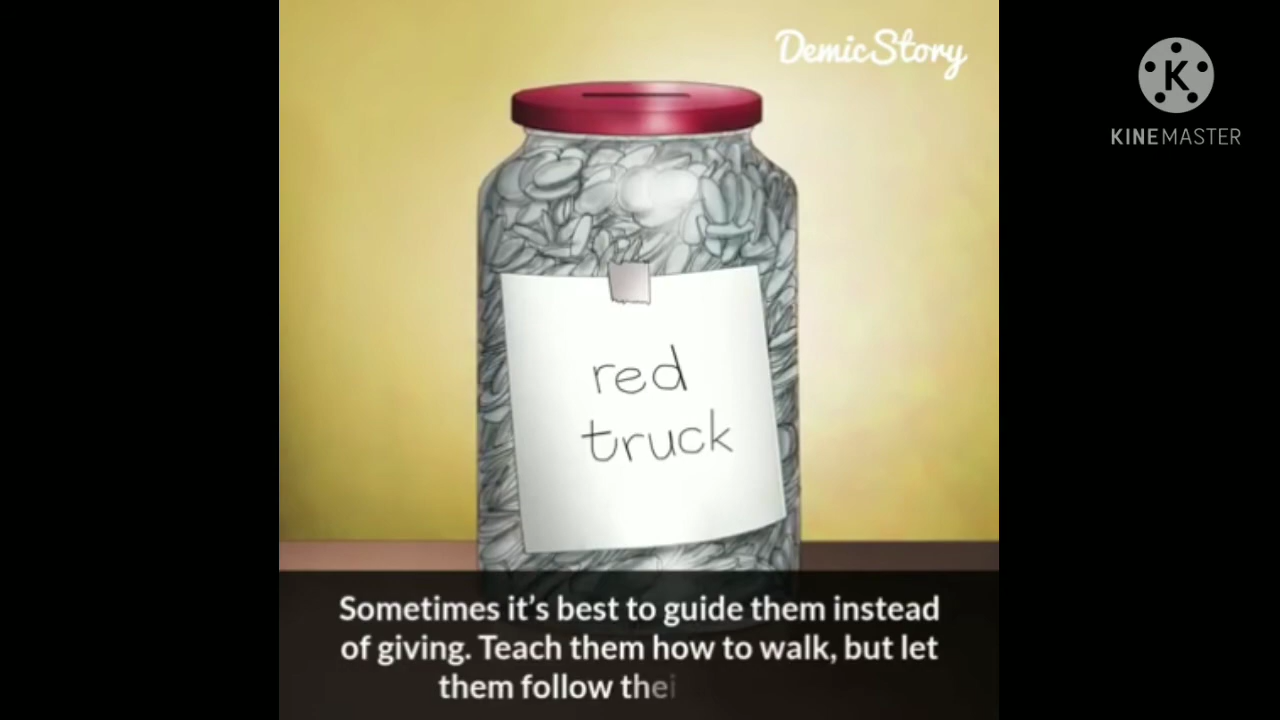 DemicStory
K
KINEMASTER
red
truck
Sometimes it's best to guide them instead
of giving. Teach them how to walk, but let
them follow thei